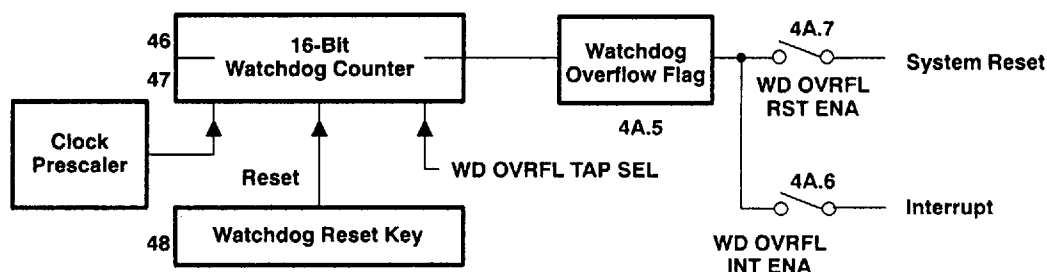 46
47
16-Bit
Watchdog Counter
Watchdog
Overflow Flag
4A.5
4A.7
WD OVRFL
RST ENA
System Reset
Clock
Prescaler
Reset
WD OVRFL TAP SEL
48
Watchdog Reset Key
4A.6
WD OVRFL
INT ENA
Interrupt